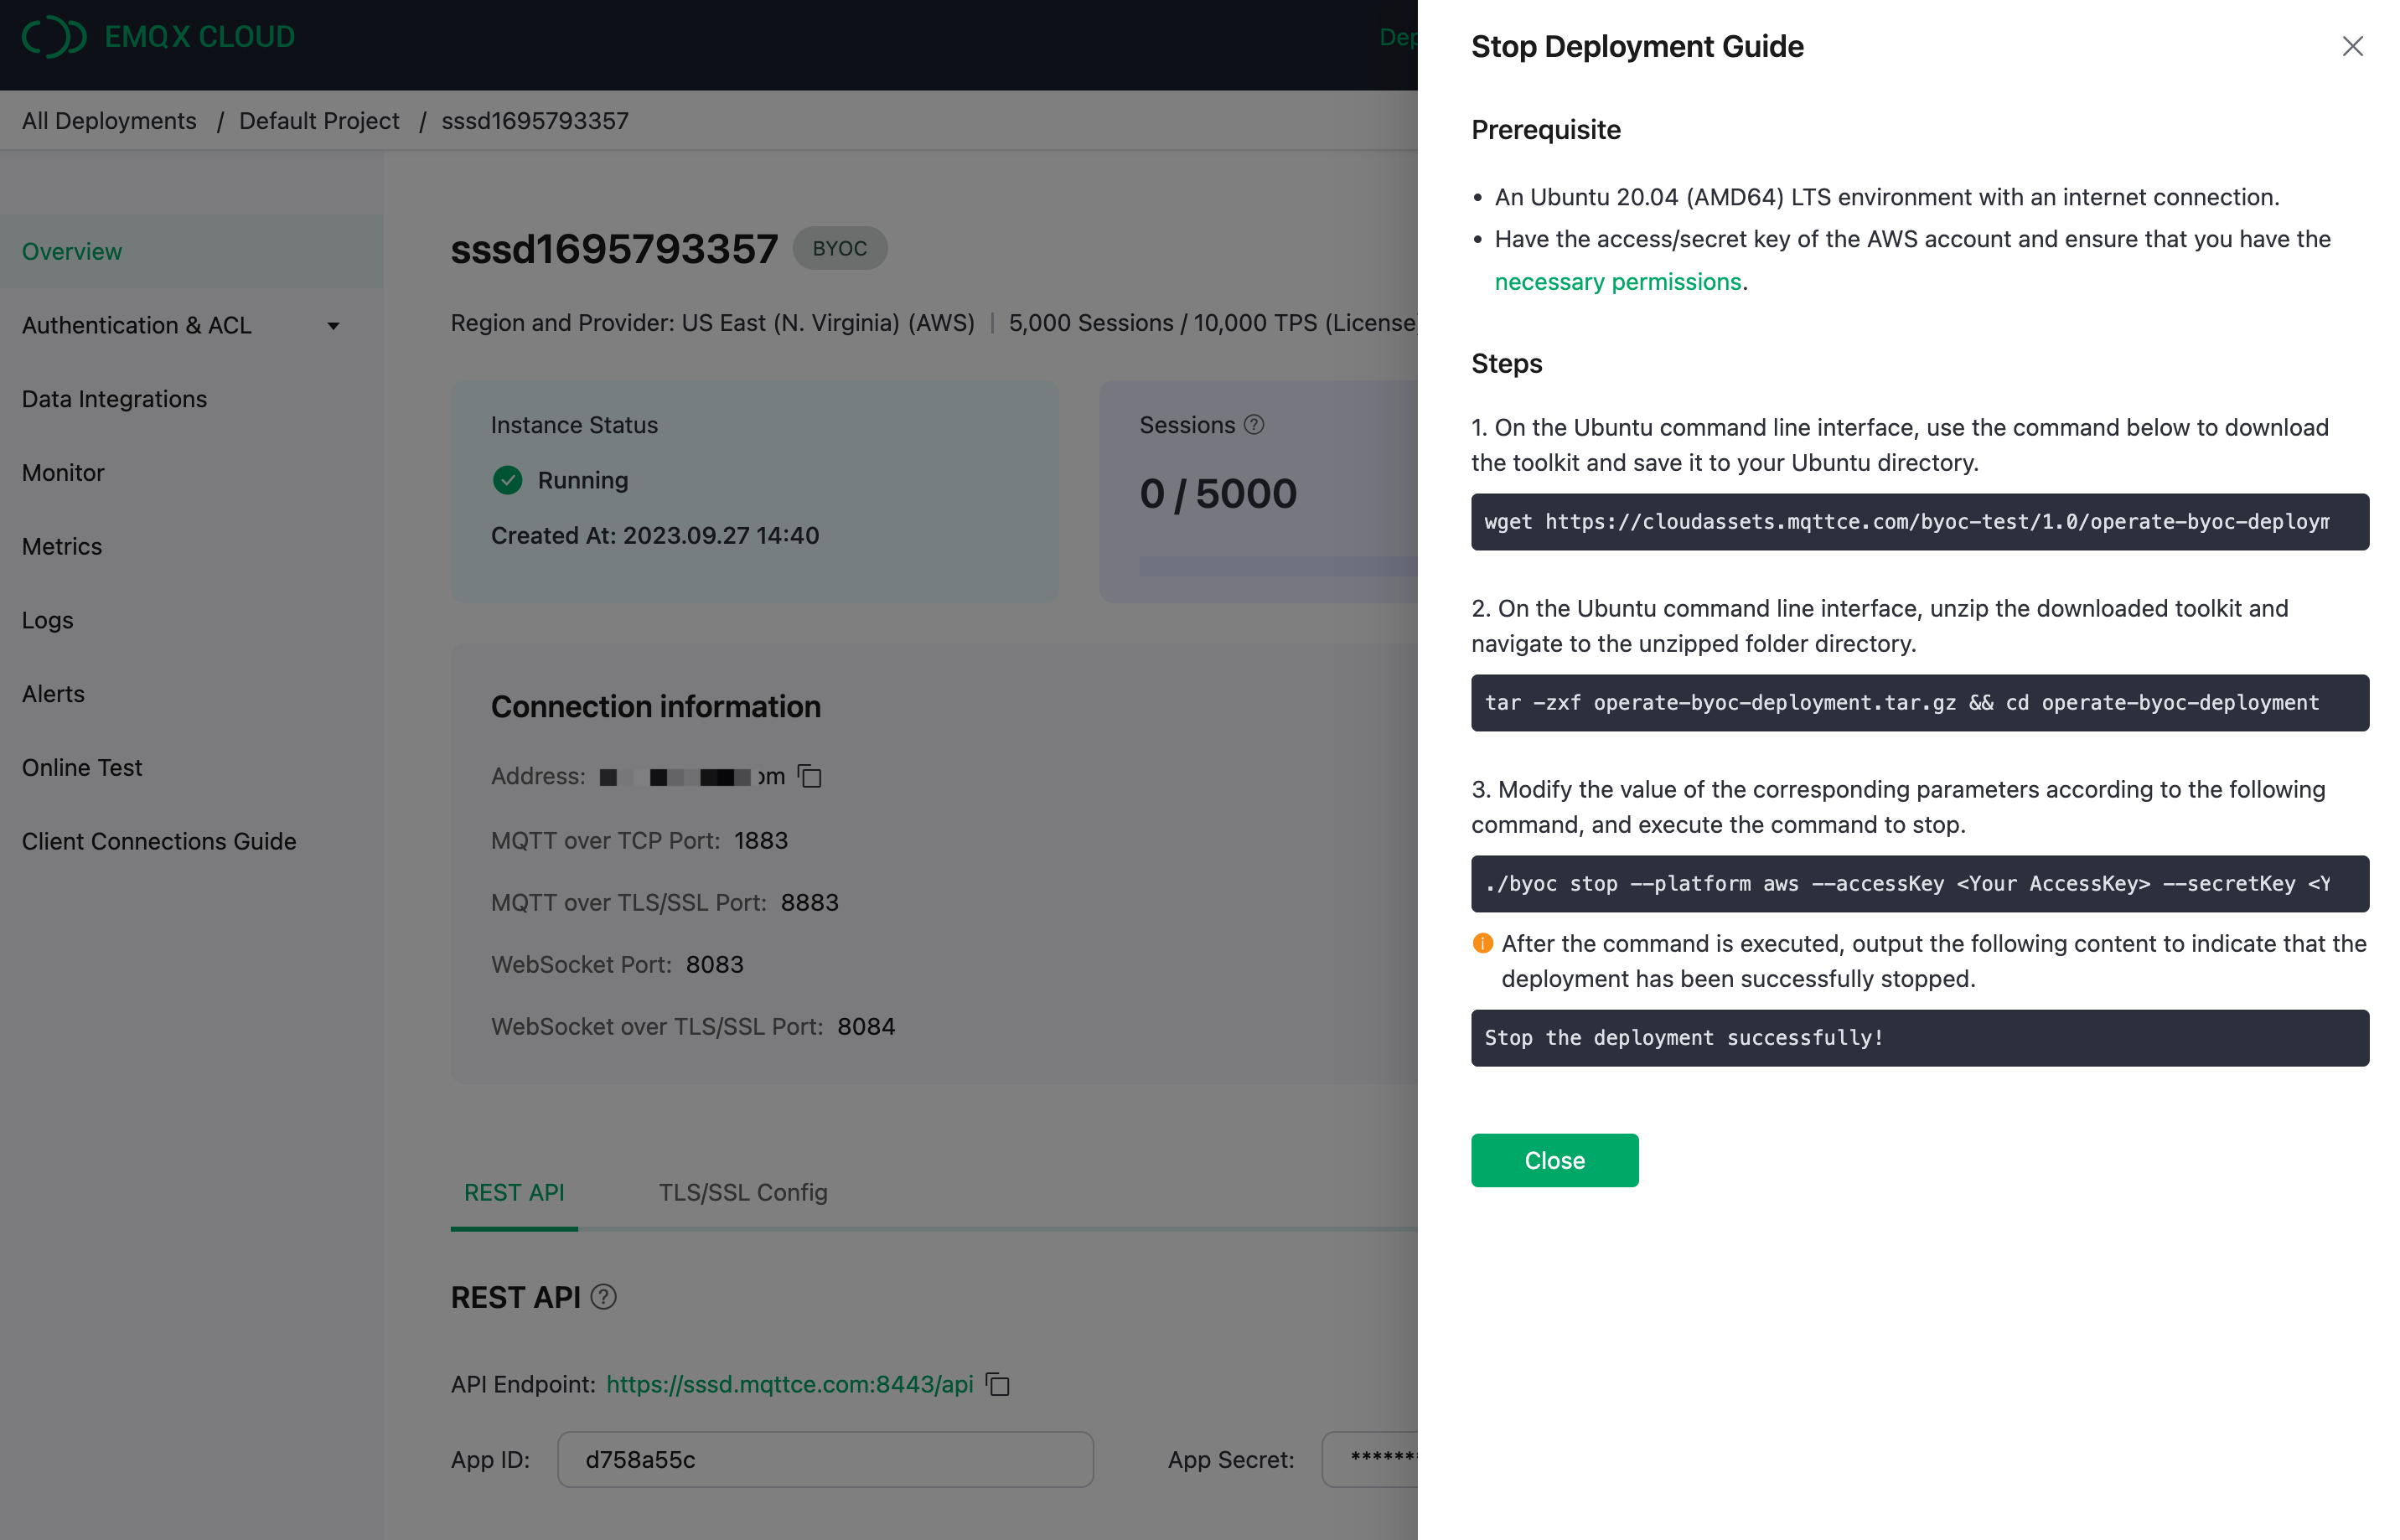 EMQX CLOUD
All Deployments / Default Project / sssd1695793357
Overview
Authentication & ACL
Data Integrations
Monitor
Metrics
Logs
Alerts
Online Test
Client Connections Guide
sssd1695793357 BYOC
Region and Provider: US East (N. Virginia) (AWS) | 5,000 Sessions / 10,000 TPS (License
Instance Status
Running
Created At: 2023.09.27 14:40
Sessions ?
0 / 5000
Connection information
Address: om
MQTT over TCP Port: 1883
MQTT over TLS/SSL Port: 8883
WebSocket Port: 8083
WebSocket over TLS/SSL Port: 8084
REST API TLS/SSL Config
REST API ?
API Endpoint: https://sssd.mqttce.com:8443/api
App ID: d758a55c App Secret: ******
Stop Deployment Guide
Prerequisite
• An Ubuntu 20.04 (AMD64) LTS environment with an internet connection.
• Have the access/secret key of the AWS account and ensure that you have the
necessary permissions.
Steps
1. On the Ubuntu command line interface, use the command below to download
the toolkit and save it to your Ubuntu directory.
wget https://cloudassets.mqttce.com/byoc-test/1.0/operate-byoc-deploym
2. On the Ubuntu command line interface, unzip the downloaded toolkit and
navigate to the unzipped folder directory.
tar -zxf operate-byoc-deployment.tar.gz && cd operate-byoc-deployment
3. Modify the value of the corresponding parameters according to the following
command, and execute the command to stop.
./byoc stop --platform aws --accessKey <Your AccessKey> --secretKey <Y
After the command is executed, output the following content to indicate that the
deployment has been successfully stopped.
Stop the deployment successfully!
Close